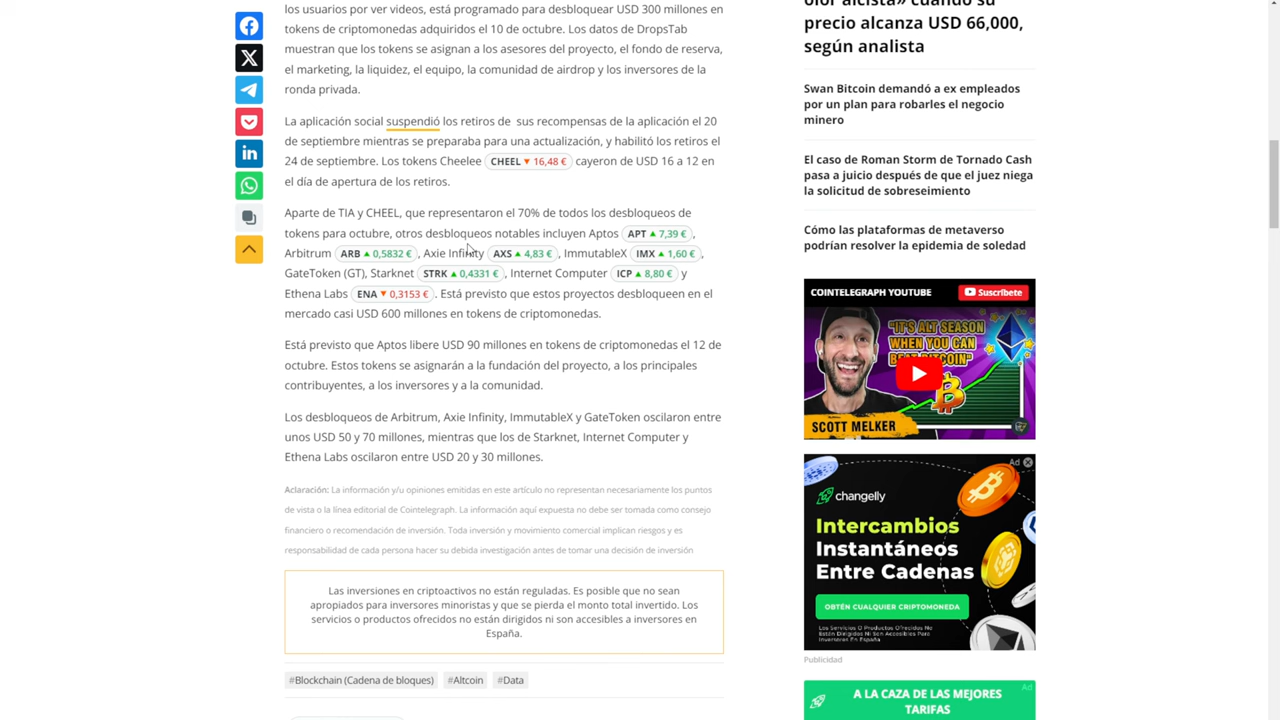 los usuarios por ver videos, está programado para desbloquear USD 300 millones en
tokens de criptomonedas adquiridos el 10 de octubre. Los datos de DropsTab
muestran que los tokens se asignan a los asesores del proyecto, el fondo de reserva,
el marketing, la liquidez, el equipo, la comunidad de airdrop y los inversores de la
ronda privada.
La aplicación social suspendió los retiros de sus recompensas de la aplicación el 20
de septiembre mientras se preparaba para una actualización, y habilitó los retiros el
24 de septiembre. Los tokens Cheelee CHEEL ▼ 16,48 € cayeron de USD 16 a 12 en
el día de apertura de los retiros.
Aparte de TIA y CHEEL, que representaron el 70% de todos los desbloqueos de
tokens para octubre, otros desbloqueos notables incluyen Aptos APT ▲ 7,39 € ,
Arbitrum ARB ▲ 0,5832 € , Axie Infinity AXS ▲ 4,83 € , ImmutableX IMX ▲ 1,60 € ,
GateToken (GT), Starknet STRK ▲ 0,4331 € , Internet Computer ICP ▲ 8,80 € y
Ethena Labs ENA ▼ 0,3153 € . Está previsto que estos proyectos desbloqueen en el
mercado casi USD 600 millones en tokens de criptomonedas.
Está previsto que Aptos libere USD 90 millones en tokens de criptomonedas el 12 de
octubre. Estos tokens se asignarán a la fundación del proyecto, a los principales
contribuyentes, a los inversores y a la comunidad.
Los desbloqueos de Arbitrum, Axie Infinity, ImmutableX y GateToken oscilaron entre
unos USD 50 y 70 millones, mientras que los de Starknet, Internet Computer y
Ethena Labs oscilaron entre USD 20 y 30 millones.
Aclaración: La información y/u opiniones emitidas en este artículo no representan necesariamente los puntos
de vista o la línea editorial de Cointelegraph. La información aquí expuesta no debe ser tomada como consejo
financiero o recomendación de inversión. Toda inversión y movimiento comercial implican riesgos y es
responsabilidad de cada persona hacer su debida investigación antes de tomar una decisión de inversión
Las inversiones en criptoactivos no están reguladas. Es posible que no sean
apropiados para inversores minoristas y que se pierda el monto total invertido. Los
servicios o productos ofrecidos no están dirigidos ni son accesibles a inversores en
España.
#Blockchain (Cadena de bloques) #Altcoin #Data
olor alcista» cuando su
precio alcanza USD 66,000,
según analista
Swan Bitcoin demandó a ex empleados
por un plan para robarles el negocio
minero
El caso de Roman Storm de Tornado Cash
pasa a juicio después de que el juez niega
la solicitud de sobreseimiento
Cómo las plataformas de metaverso
podrían resolver la epidemia de soledad
COINTELEGRAPH YOUTUBE Suscríbete
"IT'S ALT SEASON
WHEN YOU CAN
BEAT BITCOIN"
SCOTT MELKER
Ad
changelly
Intercambios
Instantáneos
Entre Cadenas
OBTÉN CUALQUIER CRIPTOMONEDA
Los Servicios O Productos Ofrecidos No
Están Dirigidos Ni Son Accesibles Para
Inversores En España
Publicidad
Ad
A LA CAZA DE LAS MEJORES
TARIFAS